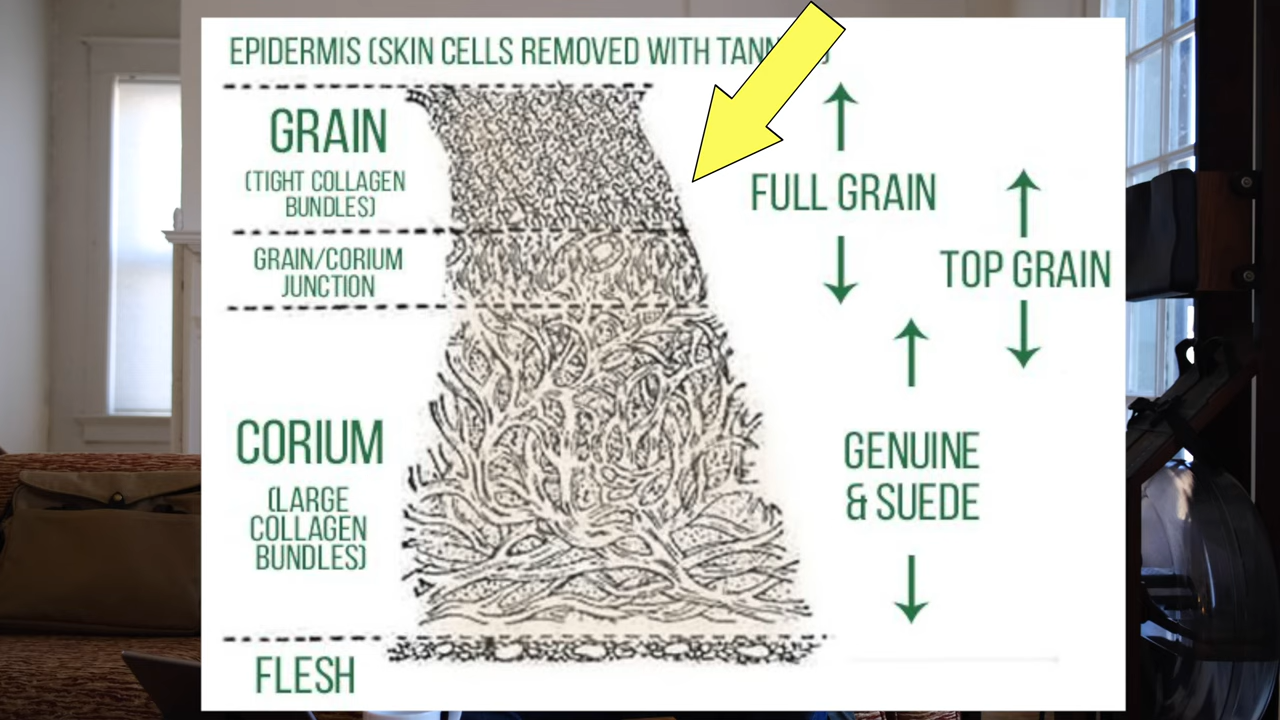 EPIDERMIS (SKIN CELLS REMOVED WITH
GRAIN
(TIGHT COLLAGEN
BUNDLES)
GRAIN/CORIUM
JUNCTION
CORIUM
(LARGE
COLLAGEN
BUNDLES)
FLESH
FULL GRAIN
TOP GRAIN
GENUINE
& SUEDE